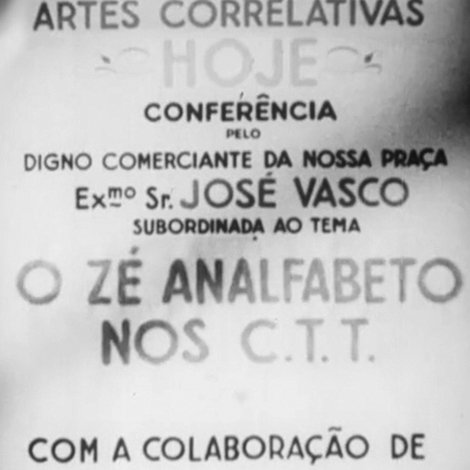 ARTES CORRELATIVAS
HOJE
CONFERÊNCIA
PELO
DIGNO COMERCIANTE DA NOSSA PRAÇA
Exmo Sr. JOSÉ VASCO
SUBORDINADA AO TEMA
O ZÉ ANALFABETO
NOS C.T.T.
COM A COLABORAÇÃO DE